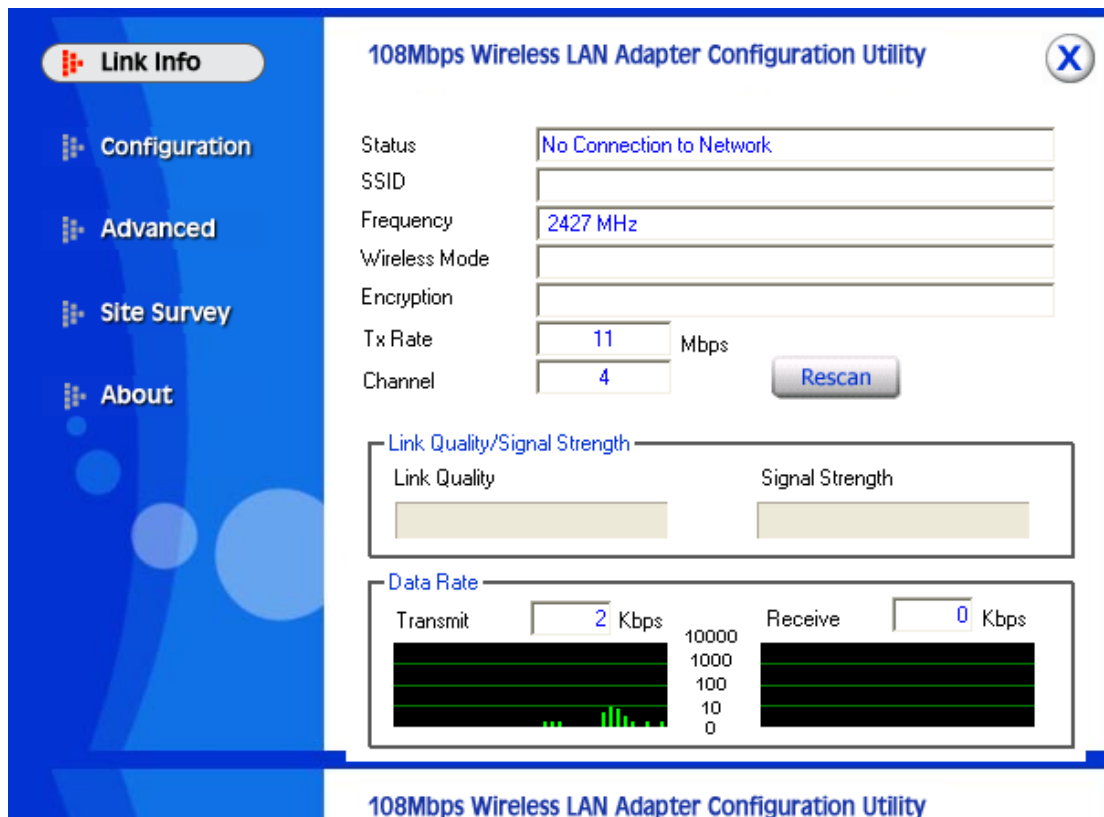 Link Info
Configuration
Advanced
Site Survey
About
108Mbps Wireless LAN Adapter Configuration Utility
X
Status No Connection to Network
SSID
Frequency 2427 MHz
Wireless Mode
Encryption
Tx Rate 11 Mbps
Channel 4 Rescan
Link Quality/Signal Strength
Link Quality Signal Strength
Data Rate
Transmit 2 Kbps Receive 0 Kbps
10000
1000
100
10
0
108Mbps Wireless LAN Adapter Configuration Utility